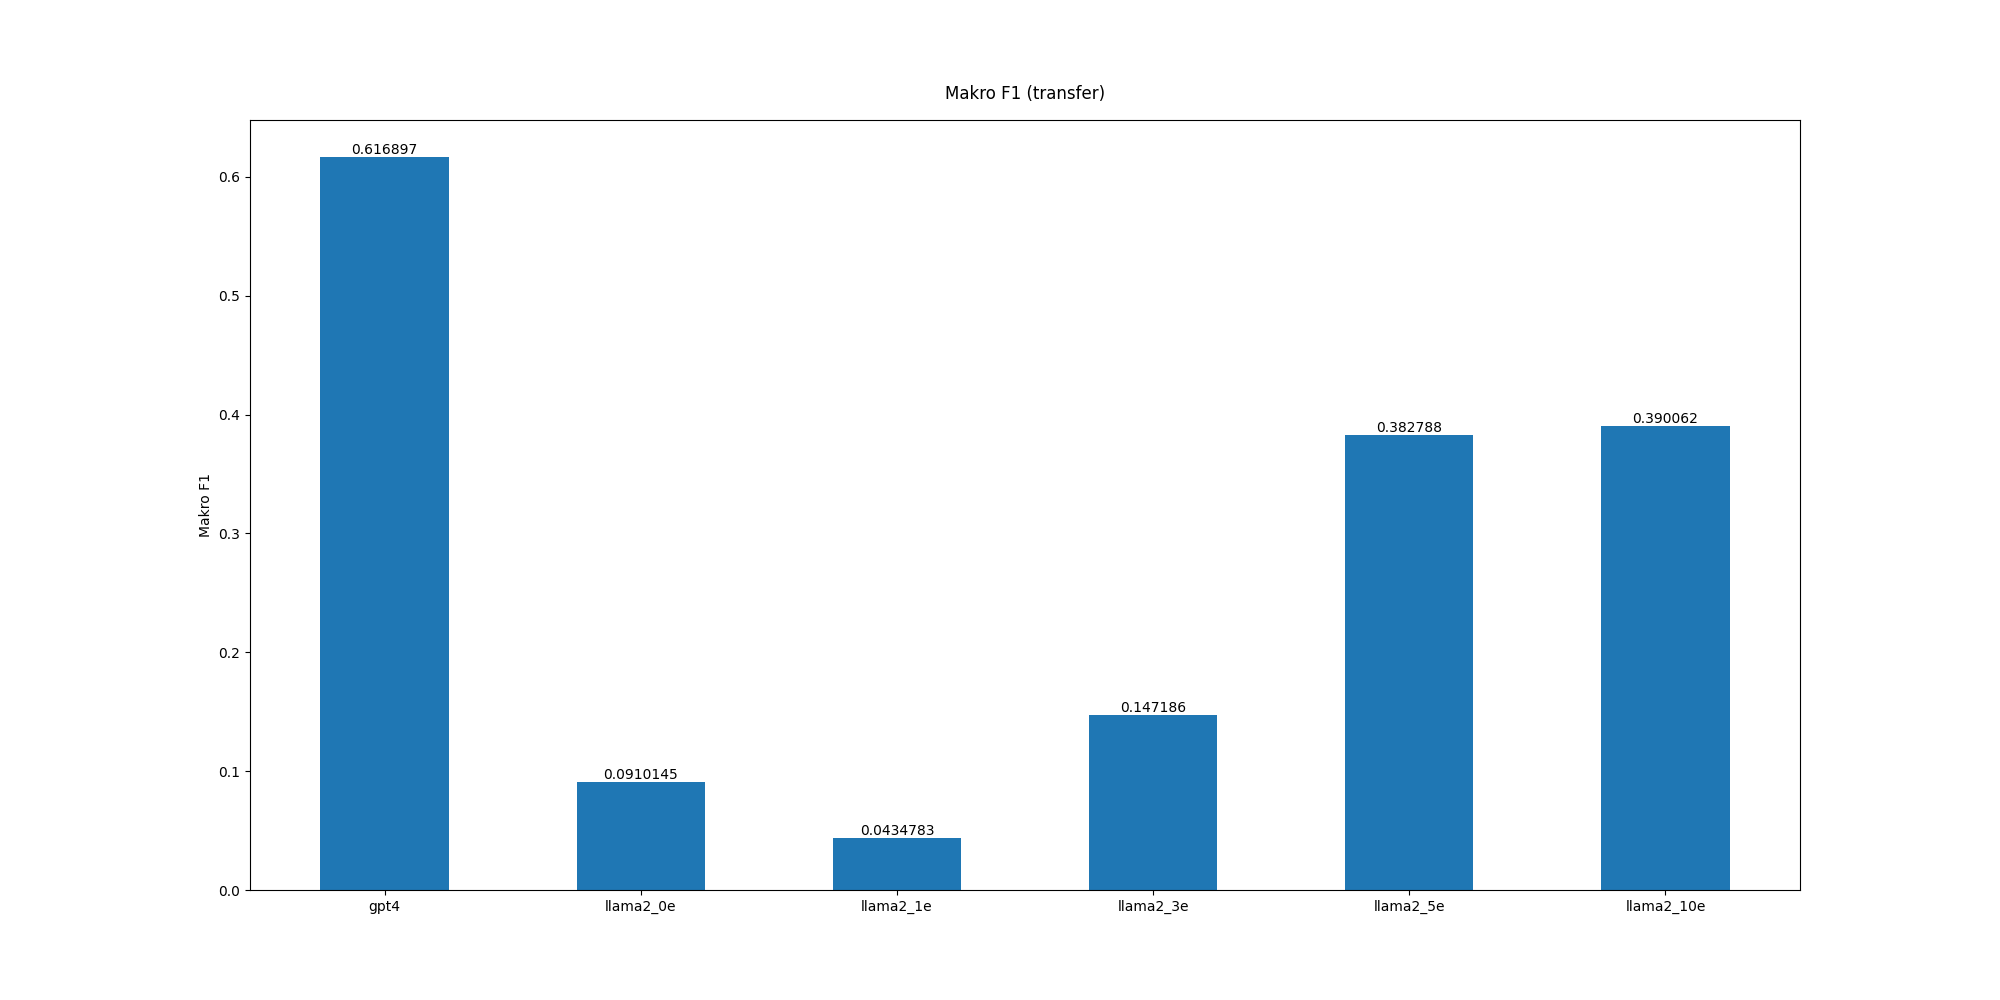 Makro F1 (transfer)
0.616897
0.6
0.5
0.4
0.390062
0.382788
Makro F1
0.3
0.2
0.147186
0.1
0.0910145
0.0434783
0.0
gpt4
llama2_0e
llama2_1e
llama2_3e
llama2_5e
llama2_10e